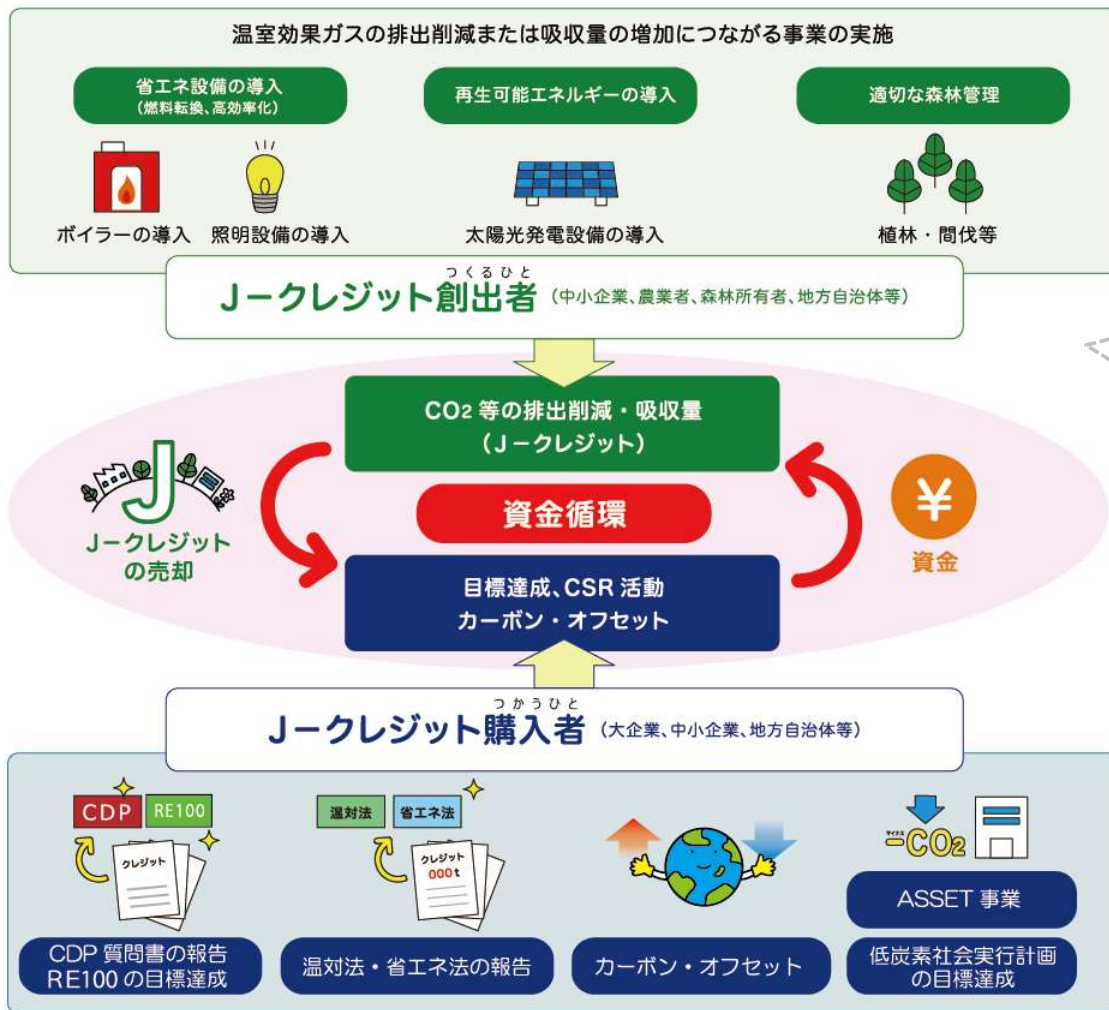 温室効果ガスの排出削減または吸収量の増加につながる事業の実施
省エネ設備の導入
（燃料転換、高効率化）
再生可能エネルギーの導入
適切な森林管理
ボイラーの導入
照明設備の導入
太陽光発電設備の導入
植林・間伐等
つくるひと
J－クレジット創出者（中小企業、農業者、森林所有者、地方自治体等）
CO2 等の排出削減・吸収量
（J－クレジット）
J
J－クレジット
の売却
資金循環
¥
資金
目標達成、CSR 活動
カーボン・オフセット
つかうひと
J－クレジット購入者（大企業、中小企業、地方自治体等）
CDP
RE100
クレジット
CDP 質問書の報告
RE100 の目標達成
温対法
省エネ法
クレジット
000t
温対法・省エネ法の報告
カーボン・オフセット
マイナス
−CO2
ASSET 事業
低炭素社会実行計画
の目標達成